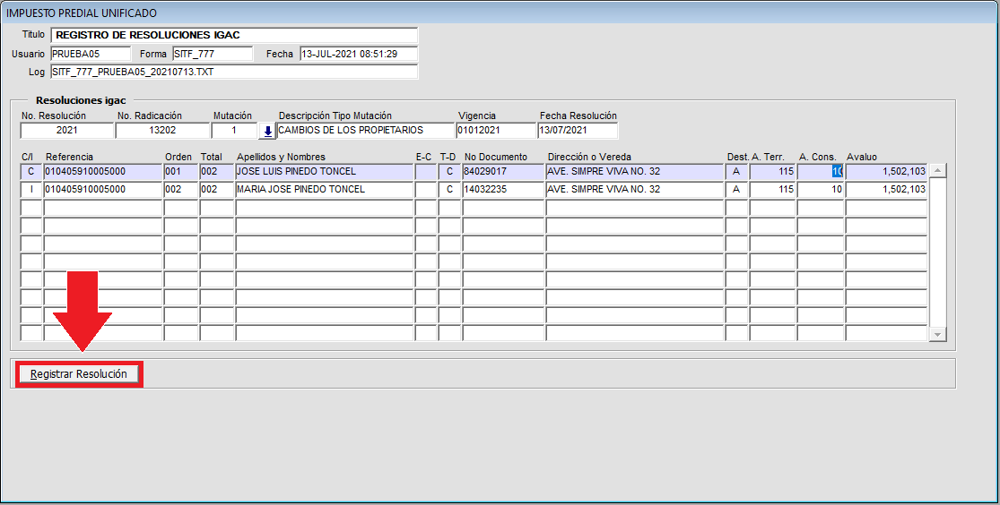 IMPUESTO PREDIAL UNIFICADO
Titulo REGISTRO DE RESOLUCIONES IGAC
Usuario PRUEBA05 Forma SITF_777 Fecha 13-JUL-2021 08:51:29
Log SITF_777_PRUEBA05_20210713.TXT
Resoluciones igac
No. Resolución No. Radicación Mutación Descripción Tipo Mutación Vigencia Fecha Resolución
2021 13202 1 CAMBIOS DE LOS PROPIETARIOS 01012021 13/07/2021
C/I Referencia Orden Total Apellidos y Nombres E-C T-D No Documento Dirección o Vereda Dest. A. Terr. A. Cons. Avaluo
C 010405910005000 001 002 JOSE LUIS PINEDO TONCEL C 84029017 AVE. SIMPRE VIVA NO. 32 A 115 10 1,502,103
I 010405910005000 002 002 MARIA JOSE PINEDO TONCEL C 14032235 AVE. SIMPRE VIVA NO. 32 A 115 10 1,502,103
Registrar Resolución